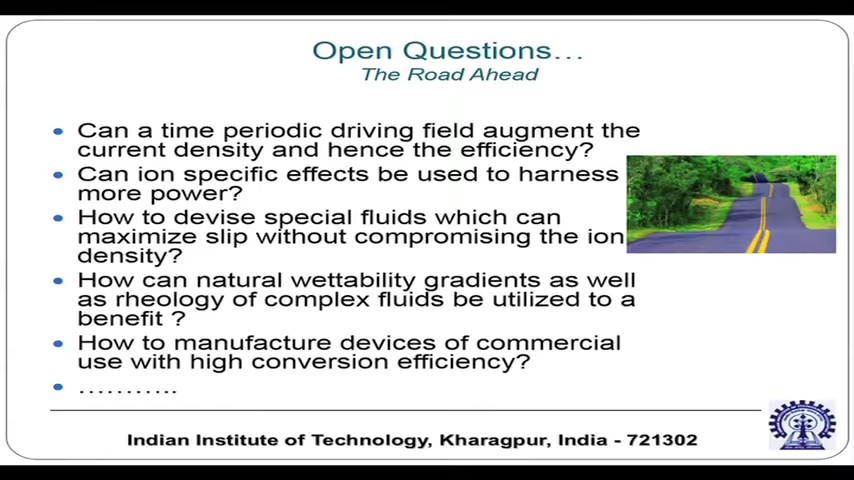 Open Questions…
The Road Ahead
• Can a time periodic driving field augment the
current density and hence the efficiency?
• Can ion specific effects be used to harness
more power?
• How to devise special fluids which can
maximize slip without compromising the ion
density?
• How can natural wettability gradients as well
as rheology of complex fluids be utilized to a
benefit ?
• How to manufacture devices of commercial
use with high conversion efficiency?
• ………..
Indian Institute of Technology, Kharagpur, India - 721302